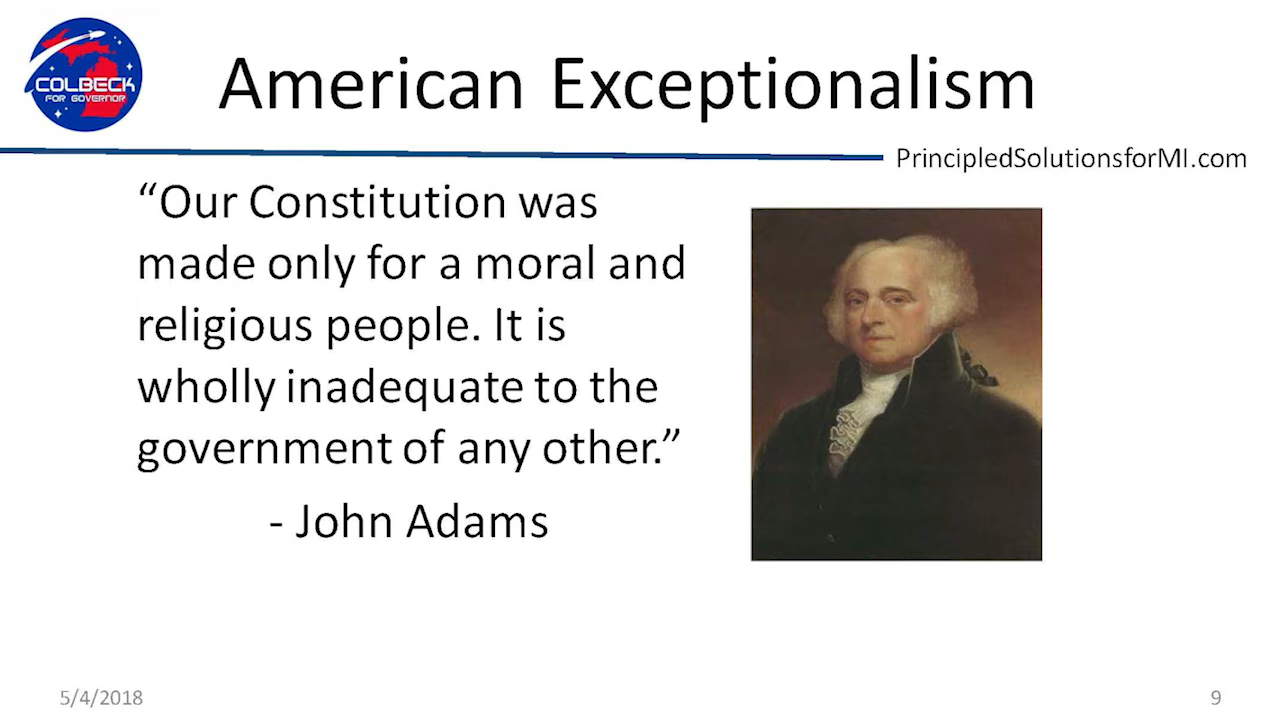 COLBECK
FOR GOVERNOR
American Exceptionalism
PrincipledSolutionsforMI.com
“Our Constitution was
made only for a moral and
religious people. It is
wholly inadequate to the
government of any other.”
- John Adams
5/4/2018
9